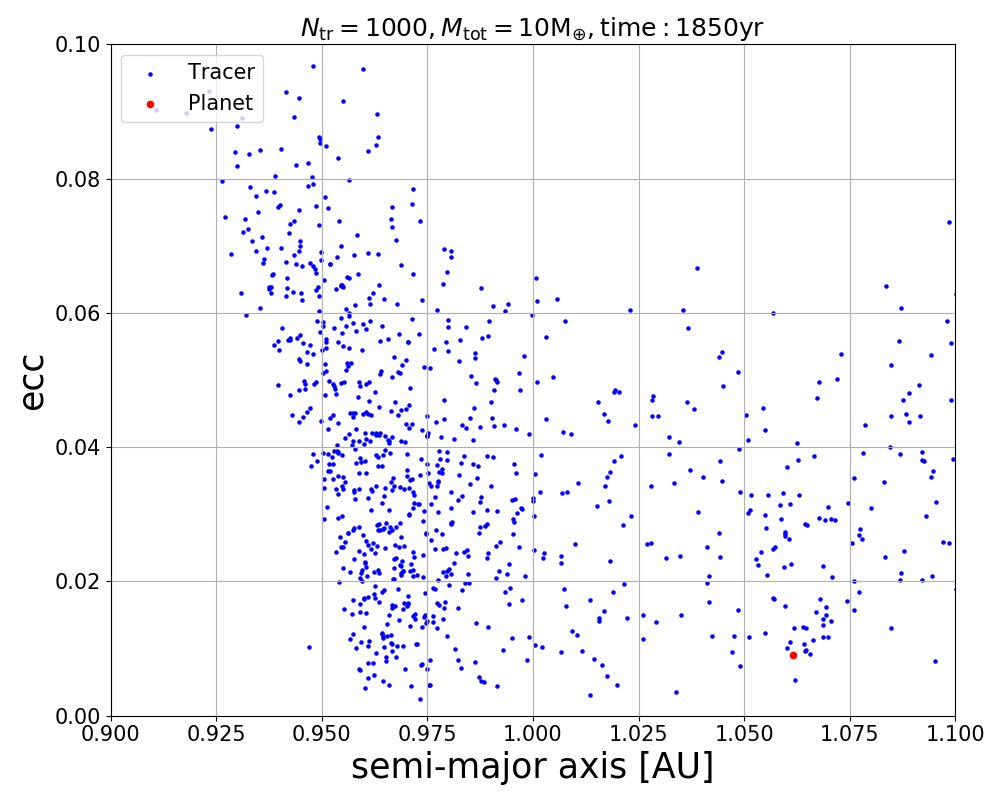 N_tr = 1000, M_tot = 10M_⊕, time : 1850yr
Tracer
Planet
ecc
0.10
0.08
0.06
0.04
0.02
0.00
0.900 0.925 0.950 0.975 1.000 1.025 1.050 1.075 1.100
semi-major axis [AU]